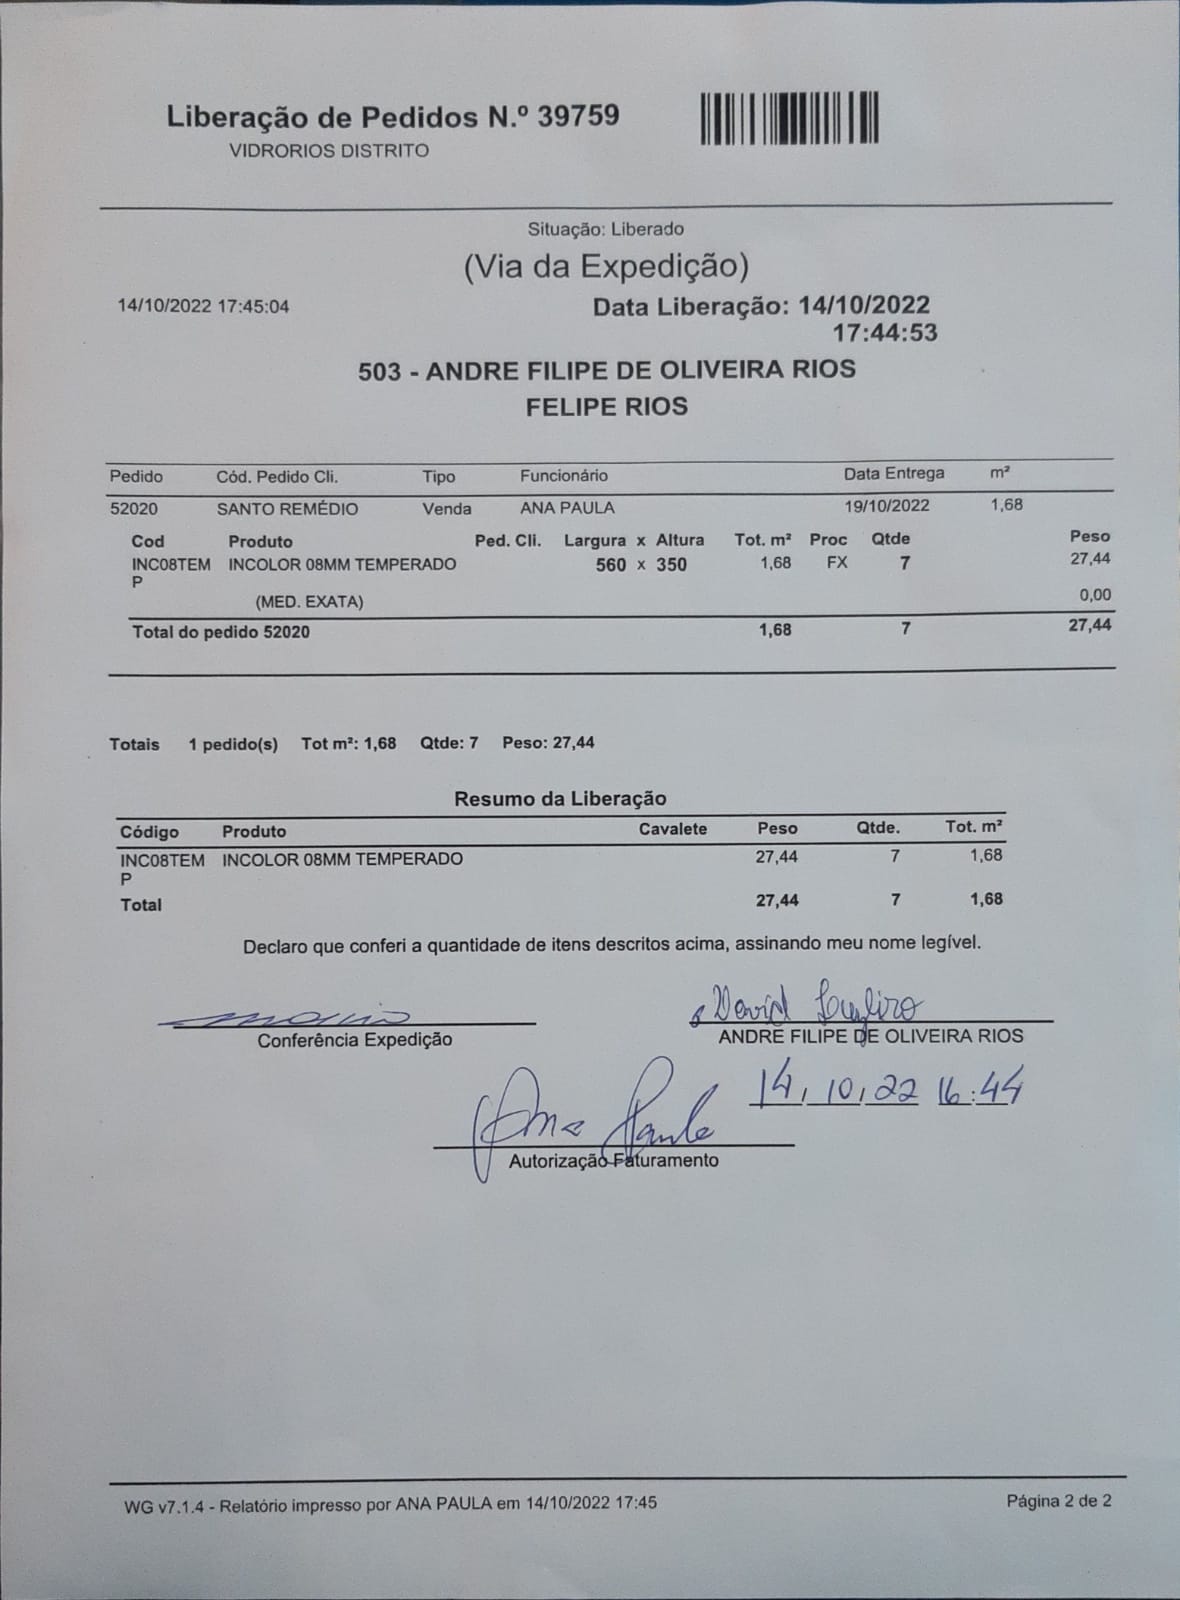 Liberação de Pedidos N.º 39759
VIDRORIOS DISTRITO
Situação: Liberado
(Via da Expedição)
14/10/2022 17:45:04
Data Liberação: 14/10/2022
17:44:53
503 - ANDRE FILIPE DE OLIVEIRA RIOS
FELIPE RIOS
Pedido Cód. Pedido Cli. Tipo Funcionário Data Entrega m²
52020 SANTO REMÉDIO Venda ANA PAULA 19/10/2022 1,68
Cod Produto Ped. Cli. Largura x Altura Tot. m² Proc Qtde Peso
INC08TEM INCOLOR 08MM TEMPERADO 560 x 350 1,68 FX 7 27,44
P
(MED. EXATA) 0,00
Total do pedido 52020 1,68 7 27,44
Totais 1 pedido(s) Tot m²: 1,68 Qtde: 7 Peso: 27,44
Resumo da Liberação
Código Produto Cavalete Peso Qtde. Tot. m²
INC08TEM INCOLOR 08MM TEMPERADO 27,44 7 1,68
P
Total 27,44 7 1,68
Declaro que conferi a quantidade de itens descritos acima, assinando meu nome legível.
David
Conferência Expedição ANDRE FILIPE DE OLIVEIRA RIOS
14, 10, 22 16:44
Ana Paula
Autorização Faturamento
WG v7.1.4 - Relatório impresso por ANA PAULA em 14/10/2022 17:45 Página 2 de 2